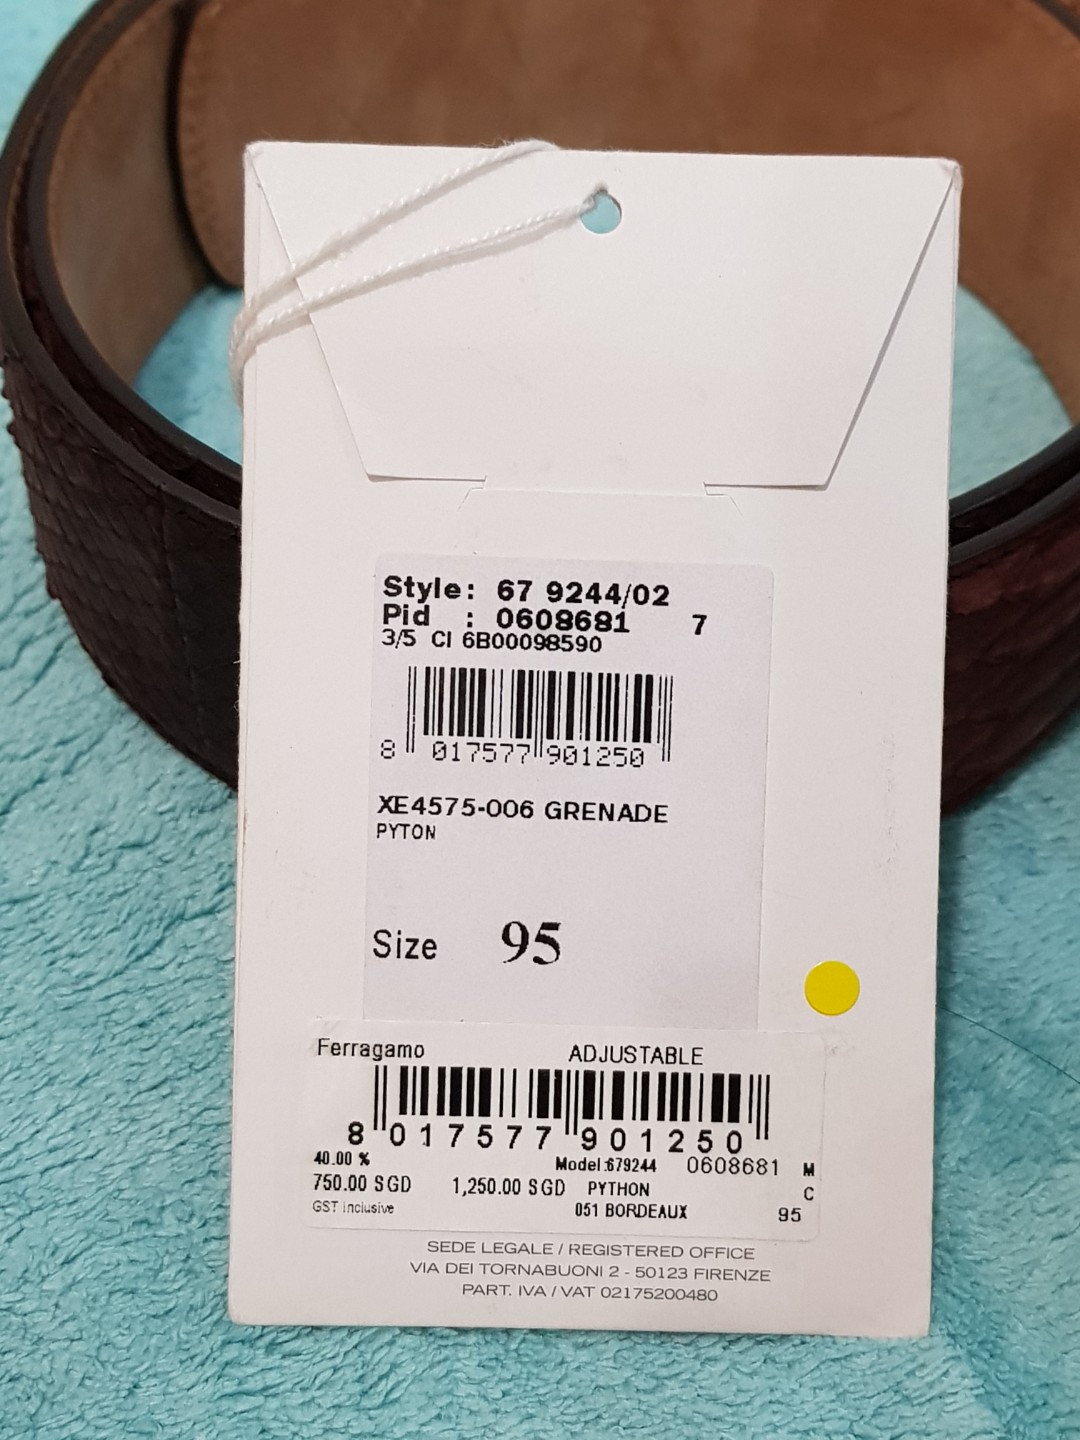 Style: 67 9244/02
Pid : 0608681 7
3/5 CI 6B00098590
8 017577 901250
XE4575-006 GRENADE
PYTON
Size 95
Ferragamo ADJUSTABLE
8 017577 901250
40.00 % Model:679244 0608681 M
750.00 SGD 1,250.00 SGD PYTHON C
GST inclusive 051 BORDEAUX 95
SEDE LEGALE / REGISTERED OFFICE
VIA DEI TORNABUONI 2 - 50123 FIRENZE
PART. IVA / VAT 02175200480